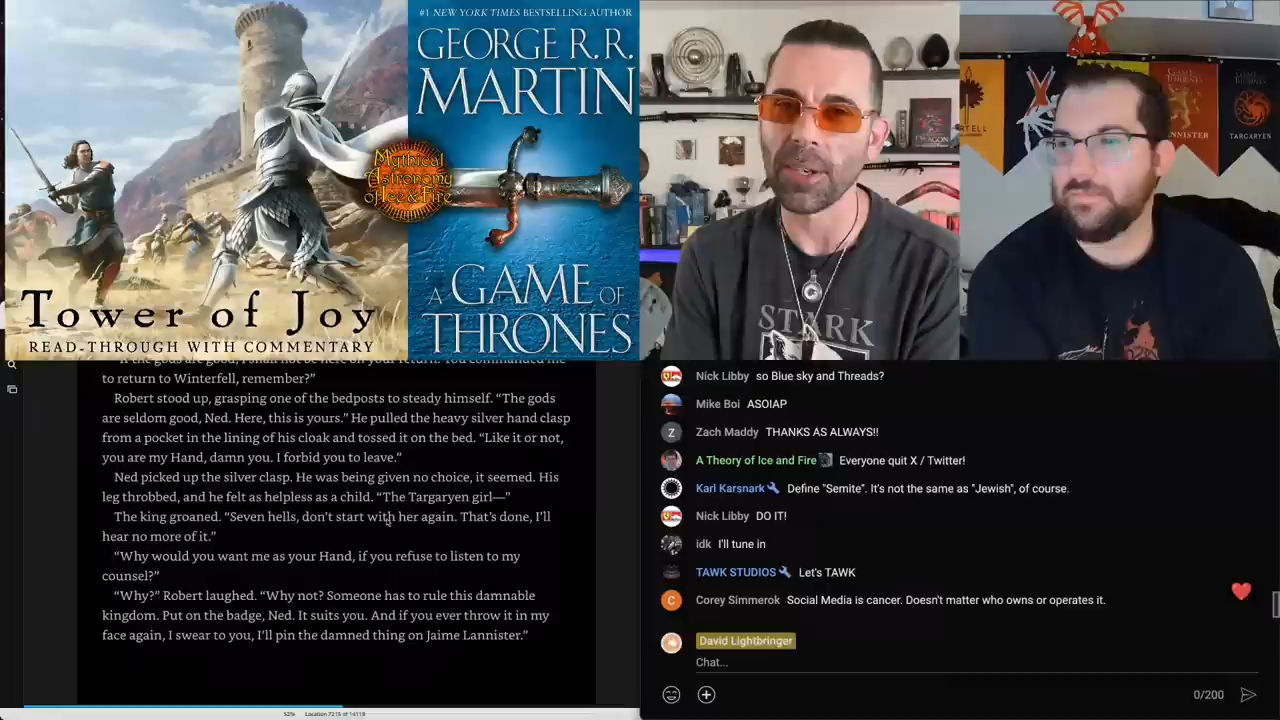 Tower of Joy
READ-THROUGH WITH COMMENTARY
Mythical
Astronomy
of Ice & Fire
#1 NEW YORK TIMES BESTSELLING AUTHOR
GEORGE R.R.
MARTIN
A GAME OF
THRONES
STARK
DRAGON
GAME OF
THRONES
LANNISTER
TARGARYEN
to return to Winterfell, remember?”
Robert stood up, grasping one of the bedposts to steady himself. “The gods
are seldom good, Ned. Here, this is yours.” He pulled the heavy silver hand clasp
from a pocket in the lining of his cloak and tossed it on the bed. “Like it or not,
you are my Hand, damn you. I forbid you to leave.”
Ned picked up the silver clasp. He was being given no choice, it seemed. His
leg throbbed, and he felt as helpless as a child. “The Targaryen girl—”
The king groaned. “Seven hells, don’t start with her again. That’s done, I’ll
hear no more of it.”
“Why would you want me as your Hand, if you refuse to listen to my
counsel?”
“Why?” Robert laughed. “Why not? Someone has to rule this damnable
kingdom. Put on the badge, Ned. It suits you. And if you ever throw it in my
face again, I swear to you, I’ll pin the damned thing on Jaime Lannister.”
52% Location 7215 of 14118
Nick Libby so Blue sky and Threads?
Mike Boi ASOIAP
Z Zach Maddy THANKS AS ALWAYS!!
A Theory of Ice and Fire Everyone quit X / Twitter!
Karl Karsnark Define "Semite". It's not the same as "Jewish", of course.
Nick Libby DO IT!
idk I'll tune in
TAWK STUDIOS Let's TAWK
C Corey Simmerok Social Media is cancer. Doesn't matter who owns or operates it.
David Lightbringer
Chat...
0/200